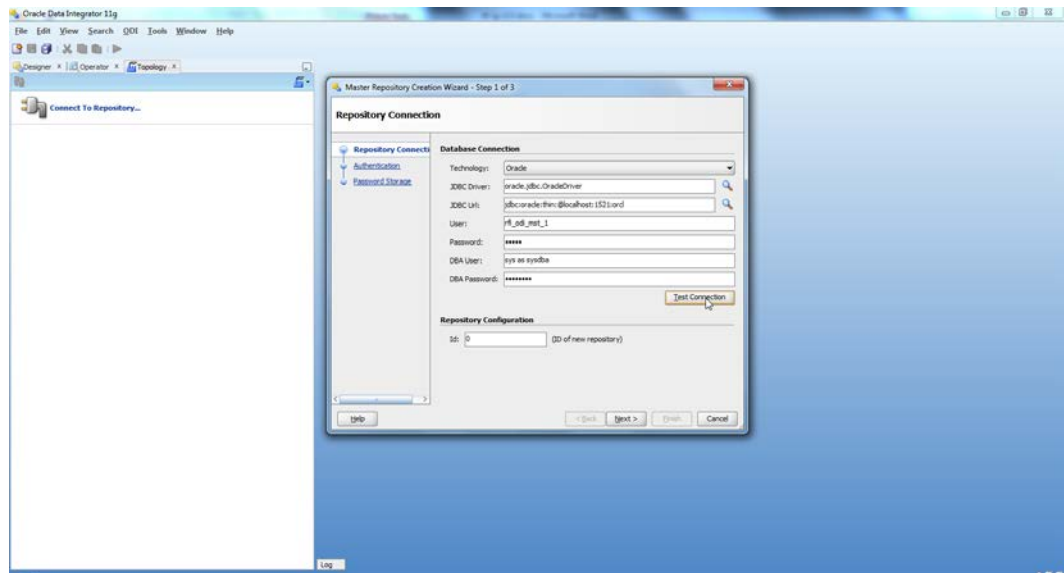 Oracle Data Integrator 11g
File Edit View Search ODI Tools Window Help
Designer x Operator x Topology x
Connect To Repository...
Master Repository Creation Wizard - Step 1 of 3
Repository Connection
Repository Connecti
Authentication
Password Storage
Database Connection
Technology: Oracle
JDBC Driver: oracle.jdbc.OracleDriver
JDBC Url: jdbc:oracle:thin:@localhost:1521:orcl
User: rfi_odi_mst_1
Password: •••••
DBA User: sys as sysdba
DBA Password: ••••••••
Test Connection
Repository Configuration
Id: 0 (ID of new repository)
Help < Back Next > Finish Cancel
Log